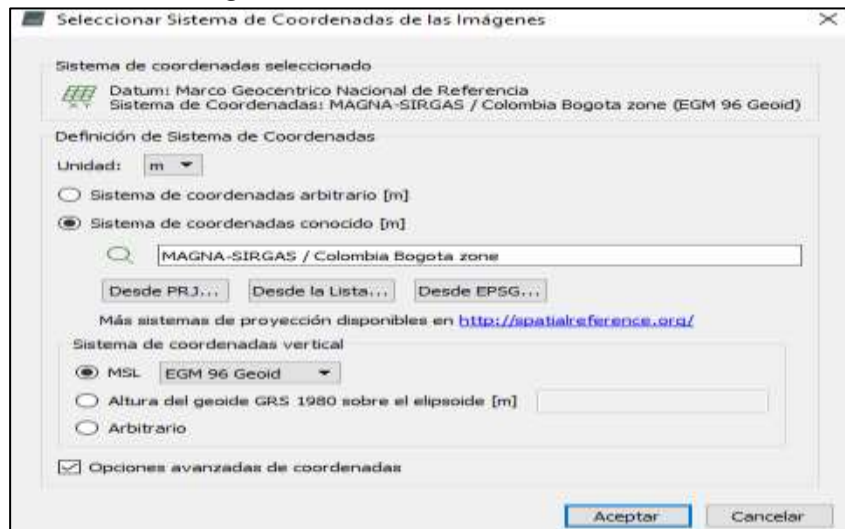 Seleccionar Sistema de Coordenadas de las Imágenes
Sistema de coordenadas seleccionado
Datum: Marco Geocentrico Nacional de Referencia
Sistema de Coordenadas: MAGNA-SIRGAS / Colombia Bogota zone (EGM 96 Geoid)
Definición de Sistema de Coordenadas
Unidad: m
Sistema de coordenadas arbitrario [m]
Sistema de coordenadas conocido [m]
MAGNA-SIRGAS / Colombia Bogota zone
Desde PRJ... Desde la Lista... Desde EPSG...
Más sistemas de proyección disponibles en http://spatialreference.org/
Sistema de coordenadas vertical
MSL EGM 96 Geoid
Altura del geoide GRS 1980 sobre el elipsoide [m]
Arbitrario
Opciones avanzadas de coordenadas
Aceptar Cancelar